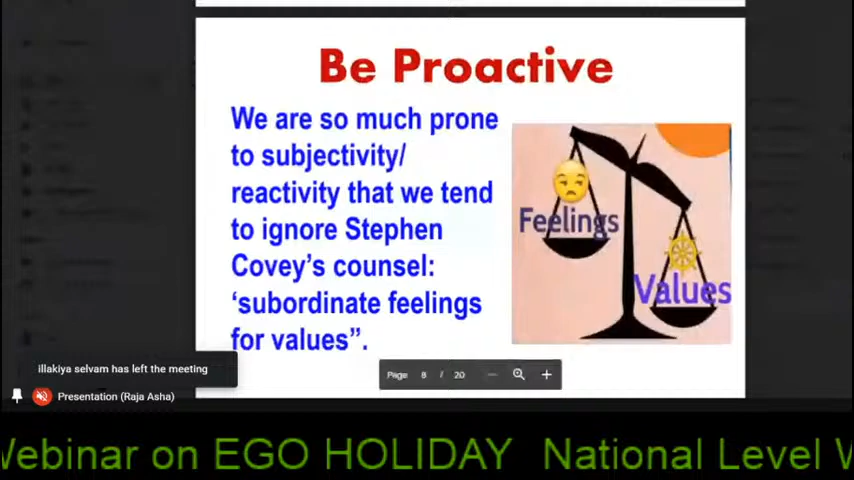 Be Proactive
We are so much prone
to subjectivity/
reactivity that we tend
to ignore Stephen
Covey's counsel:
‘subordinate feelings
for values”.
Feelings
Values
illakiya selvam has left the meeting
Page: 8 / 20
Presentation (Raja Asha)
Webinar on EGO HOLIDAY National Level W